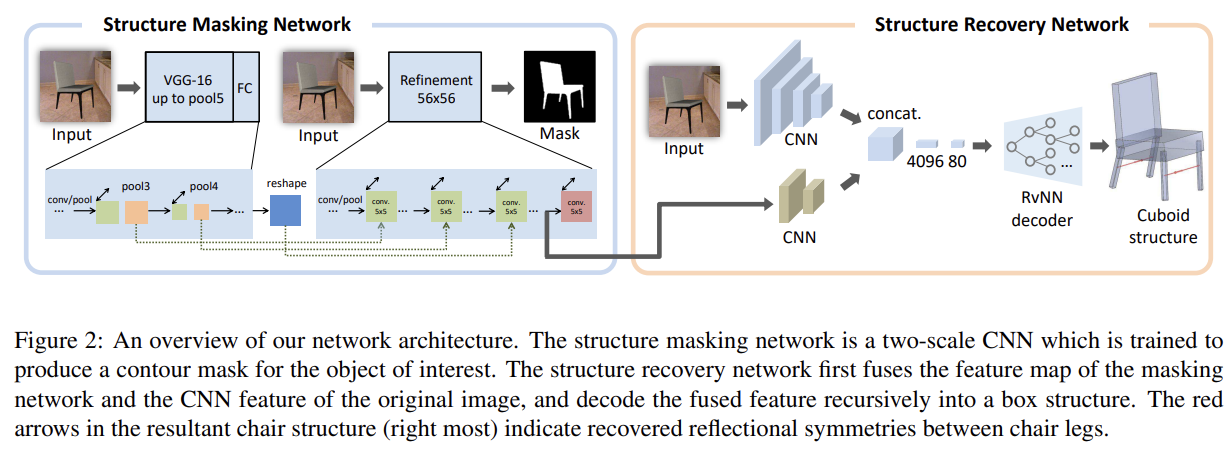 Structure Masking Network
Structure Recovery Network
VGG-16
up to pool5
FC
Input
Refinement
56x56
Input
Mask
conv/pool
...
pool3
pool4
...
reshape
conv/pool
...
conv.
5x5
...
conv.
5x5
...
conv.
5x5
...
conv.
5x5
Input
CNN
CNN
concat.
4096 80
...
RvNN
decoder
Cuboid
structure
Figure 2: An overview of our network architecture. The structure masking network is a two-scale CNN which is trained to
produce a contour mask for the object of interest. The structure recovery network first fuses the feature map of the masking
network and the CNN feature of the original image, and decode the fused feature recursively into a box structure. The red
arrows in the resultant chair structure (right most) indicate recovered reflectional symmetries between chair legs.